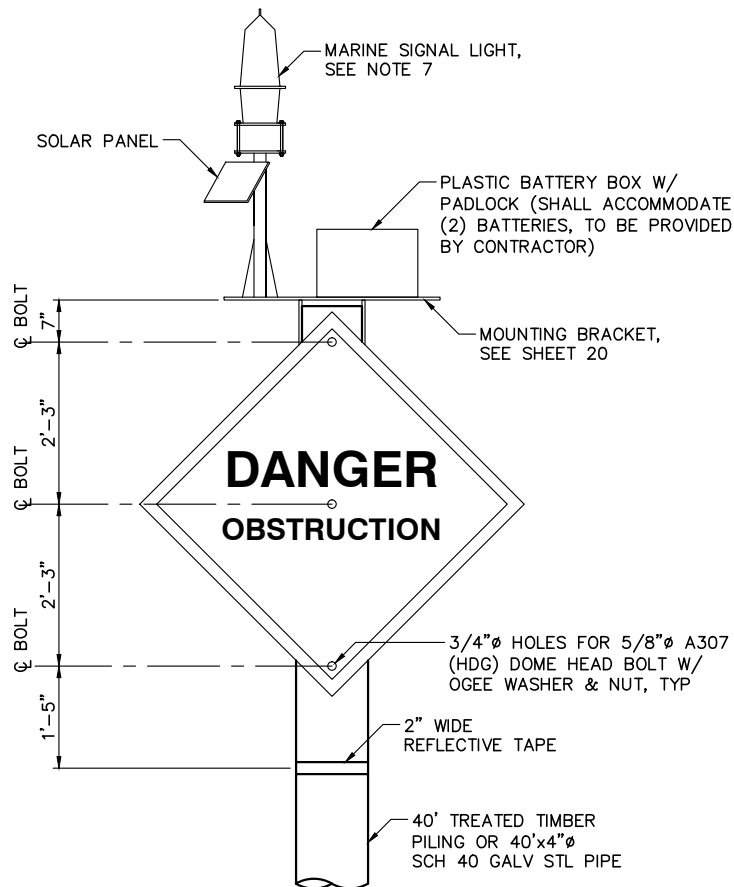 MARINE SIGNAL LIGHT,
SEE NOTE 7
SOLAR PANEL
PLASTIC BATTERY BOX W/
PADLOCK (SHALL ACCOMMODATE
(2) BATTERIES, TO BE PROVIDED
BY CONTRACTOR)
℄ BOLT
7"
MOUNTING BRACKET,
SEE SHEET 20
2'-3"
℄ BOLT
DANGER
OBSTRUCTION
2'-3"
℄ BOLT
3/4"ø HOLES FOR 5/8"ø A307
(HDG) DOME HEAD BOLT W/
OGEE WASHER & NUT, TYP
1'-5"
2" WIDE
REFLECTIVE TAPE
40' TREATED TIMBER
PILING OR 40'x4"ø
SCH 40 GALV STL PIPE